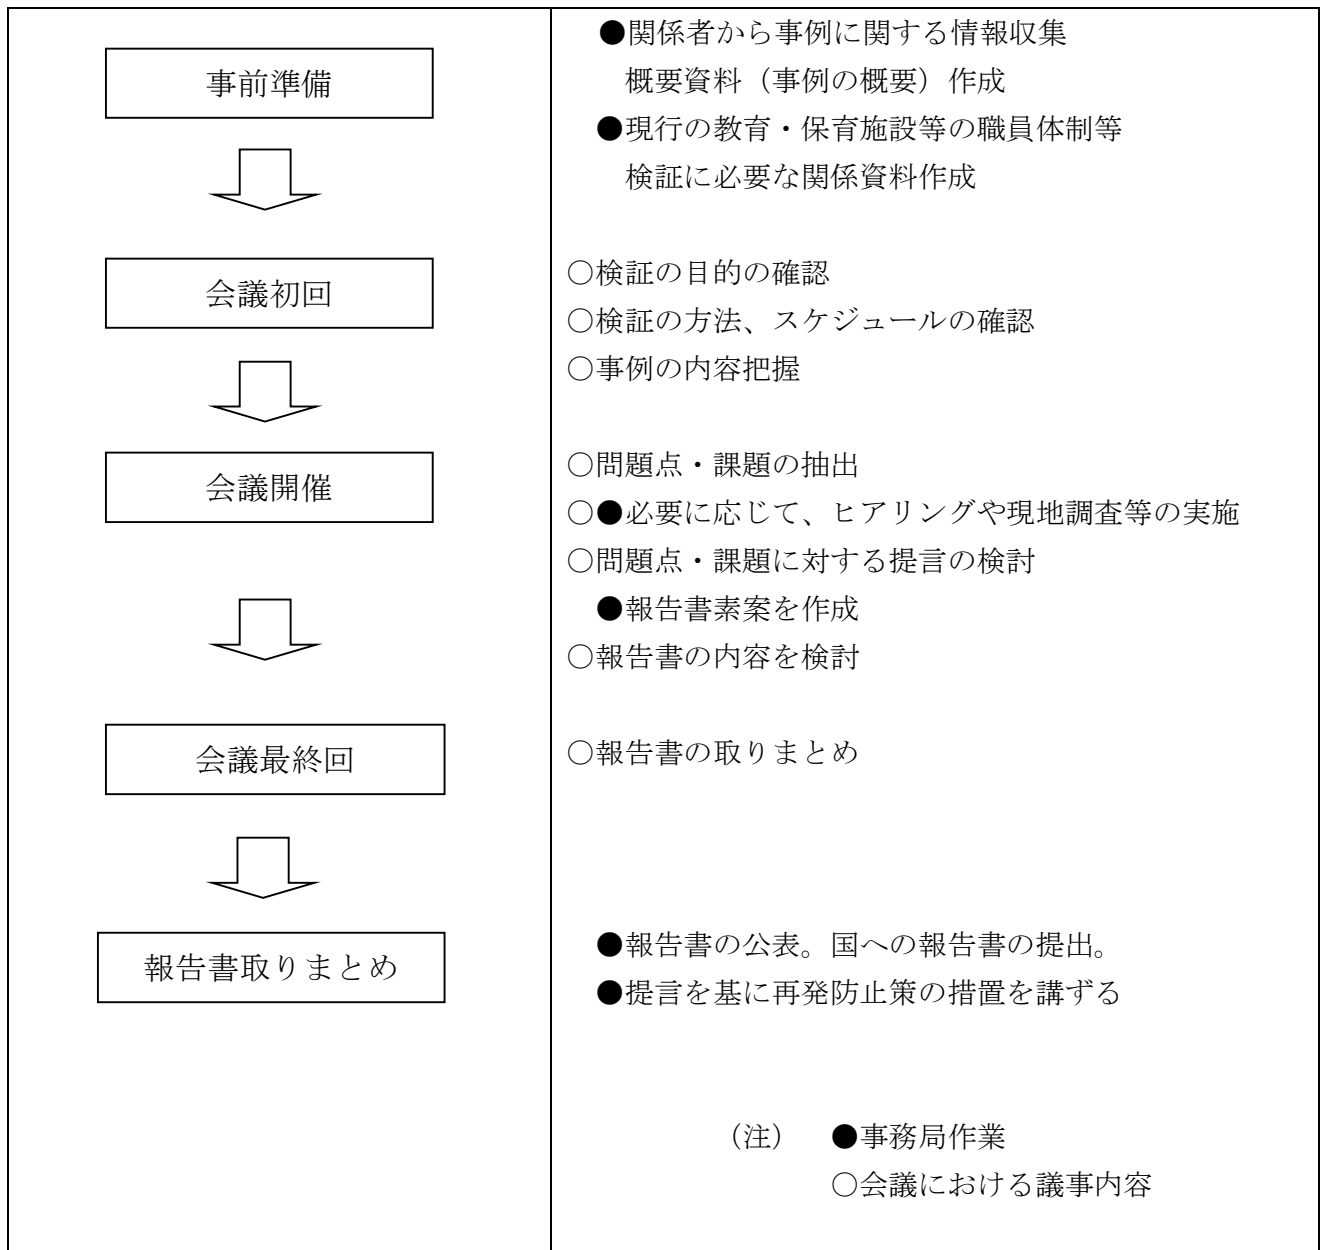 事前準備
●関係者から事例に関する情報収集
概要資料（事例の概要）作成
●現行の教育・保育施設等の職員体制等
検証に必要な関係資料作成
会議初回
○検証の目的の確認
○検証の方法、スケジュールの確認
○事例の内容把握
会議開催
○問題点・課題の抽出
○●必要に応じて、ヒアリングや現地調査等の実施
○問題点・課題に対する提言の検討
●報告書素案を作成
○報告書の内容を検討
会議最終回
○報告書の取りまとめ
報告書取りまとめ
●報告書の公表。国への報告書の提出。
●提言を基に再発防止策の措置を講ずる
（注）　●事務局作業
○会議における議事内容